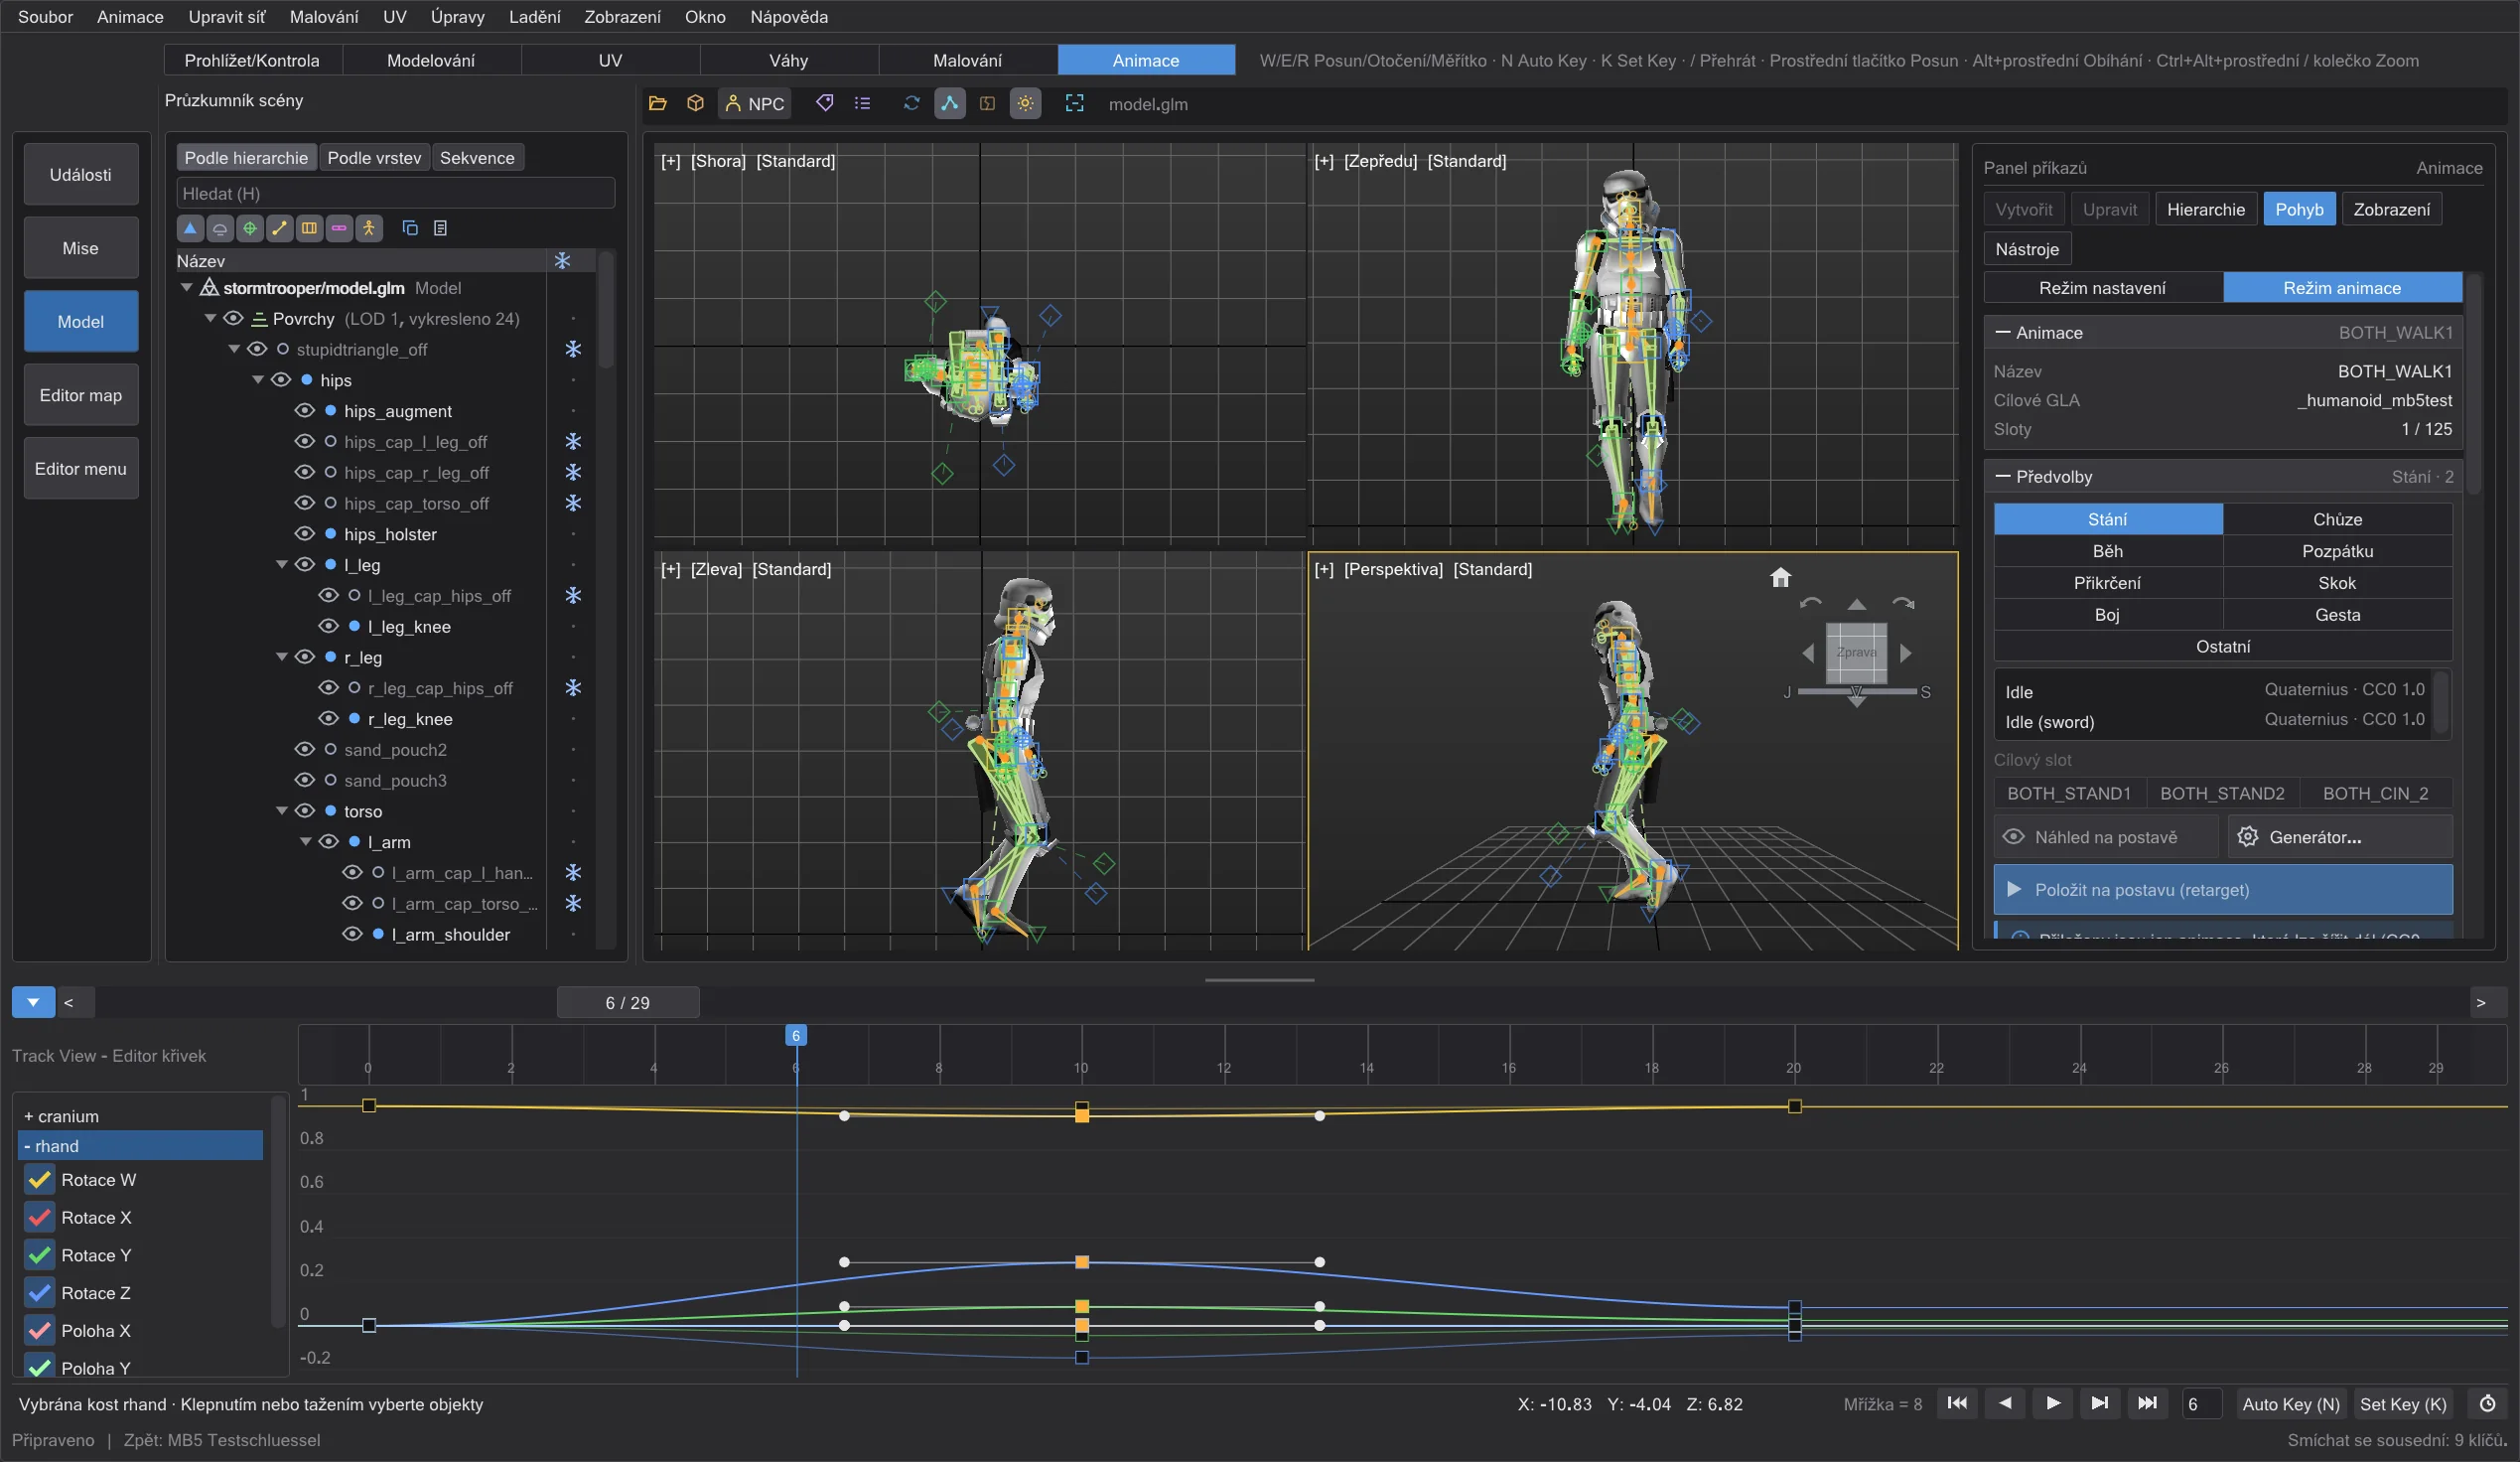 Soubor Animace Upravit síť Malování UV Úpravy Ladění Zobrazení Okno Nápověda
Prohlížet/Kontrola Modelování UV Váhy Malování Animace W/E/R Posun/Otočení/Měřítko · N Auto Key · K Set Key · / Přehrát · Prostřední tlačítko Posun · Alt+prostřední Obíhání · Ctrl+Alt+prostřední / kolečko Zoom
Průzkumník scény
NPC model.glm
Události
Mise
Model
Editor map
Editor menu
Podle hierarchie Podle vrstev Sekvence
Hledat (H)
Název
stormtrooper/model.glm Model
Povrchy (LOD 1, vykresleno 24)
stupidtriangle_off
hips
hips_augment
hips_cap_l_leg_off
hips_cap_r_leg_off
hips_cap_torso_off
hips_holster
l_leg
l_leg_cap_hips_off
l_leg_knee
r_leg
r_leg_cap_hips_off
r_leg_knee
sand_pouch2
sand_pouch3
torso
l_arm
l_arm_cap_l_han...
l_arm_cap_torso_...
l_arm_shoulder
[+] [Shora] [Standard]
[+] [Zepředu] [Standard]
[+] [Zleva] [Standard]
[+] [Perspektiva] [Standard]
Zprava
J S
Panel příkazů Animace
Vytvořit Upravit Hierarchie Pohyb Zobrazení
Nástroje
Režim nastavení Režim animace
Animace BOTH_WALK1
Název BOTH_WALK1
Cílové GLA _humanoid_mb5test
Sloty 1 / 125
Předvolby Stání · 2
Stání Chůze
Běh Pozpátku
Přikrčení Skok
Boj Gesta
Ostatní
Idle Quaternius · CC0 1.0
Idle (sword) Quaternius · CC0 1.0
Cílový slot
BOTH_STAND1 BOTH_STAND2 BOTH_CIN_2
Náhled na postavě Generátor...
Položit na postavu (retarget)
Přiloženy jsou jen animace, které lze šířit dál (CC0
< 6 / 29 >
Track View - Editor křivek
6
0 2 4 6 8 10 12 14 16 18 20 22 24 26 28 29
+ cranium
- rhand
Rotace W
Rotace X
Rotace Y
Rotace Z
Poloha X
Poloha Y
1
0.8
0.6
0.4
0.2
0
-0.2
Vybrána kost rhand · Klepnutím nebo tažením vyberte objekty X: -10.83 Y: -4.04 Z: 6.82 Mřížka = 8 6 Auto Key (N) Set Key (K)
Připraveno | Zpět: MB5 Testschluessel Smíchat se sousední: 9 klíčů.